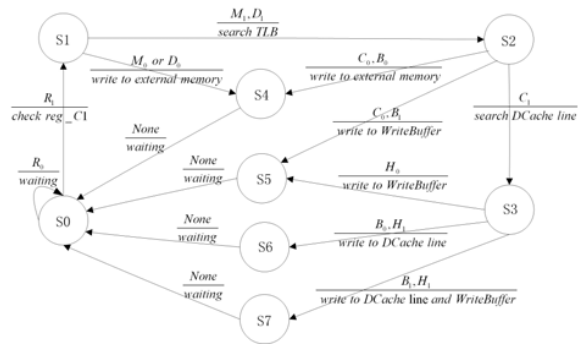 M₁, D₁
search TLB
S1
S2
M₀ or D₀
write to external memory
C₀, B₀
write to external memory
R₁
check reg_C1
S4
C₁
search DCache line
C₀, B₁
write to WriteBuffer
None
waiting
None
waiting
R₀
waiting
H₀
write to WriteBuffer
S5
S0
S3
None
waiting
B₀, H₁
write to DCache line
S6
None
waiting
B₁, H₁
write to DCache line and WriteBuffer
S7